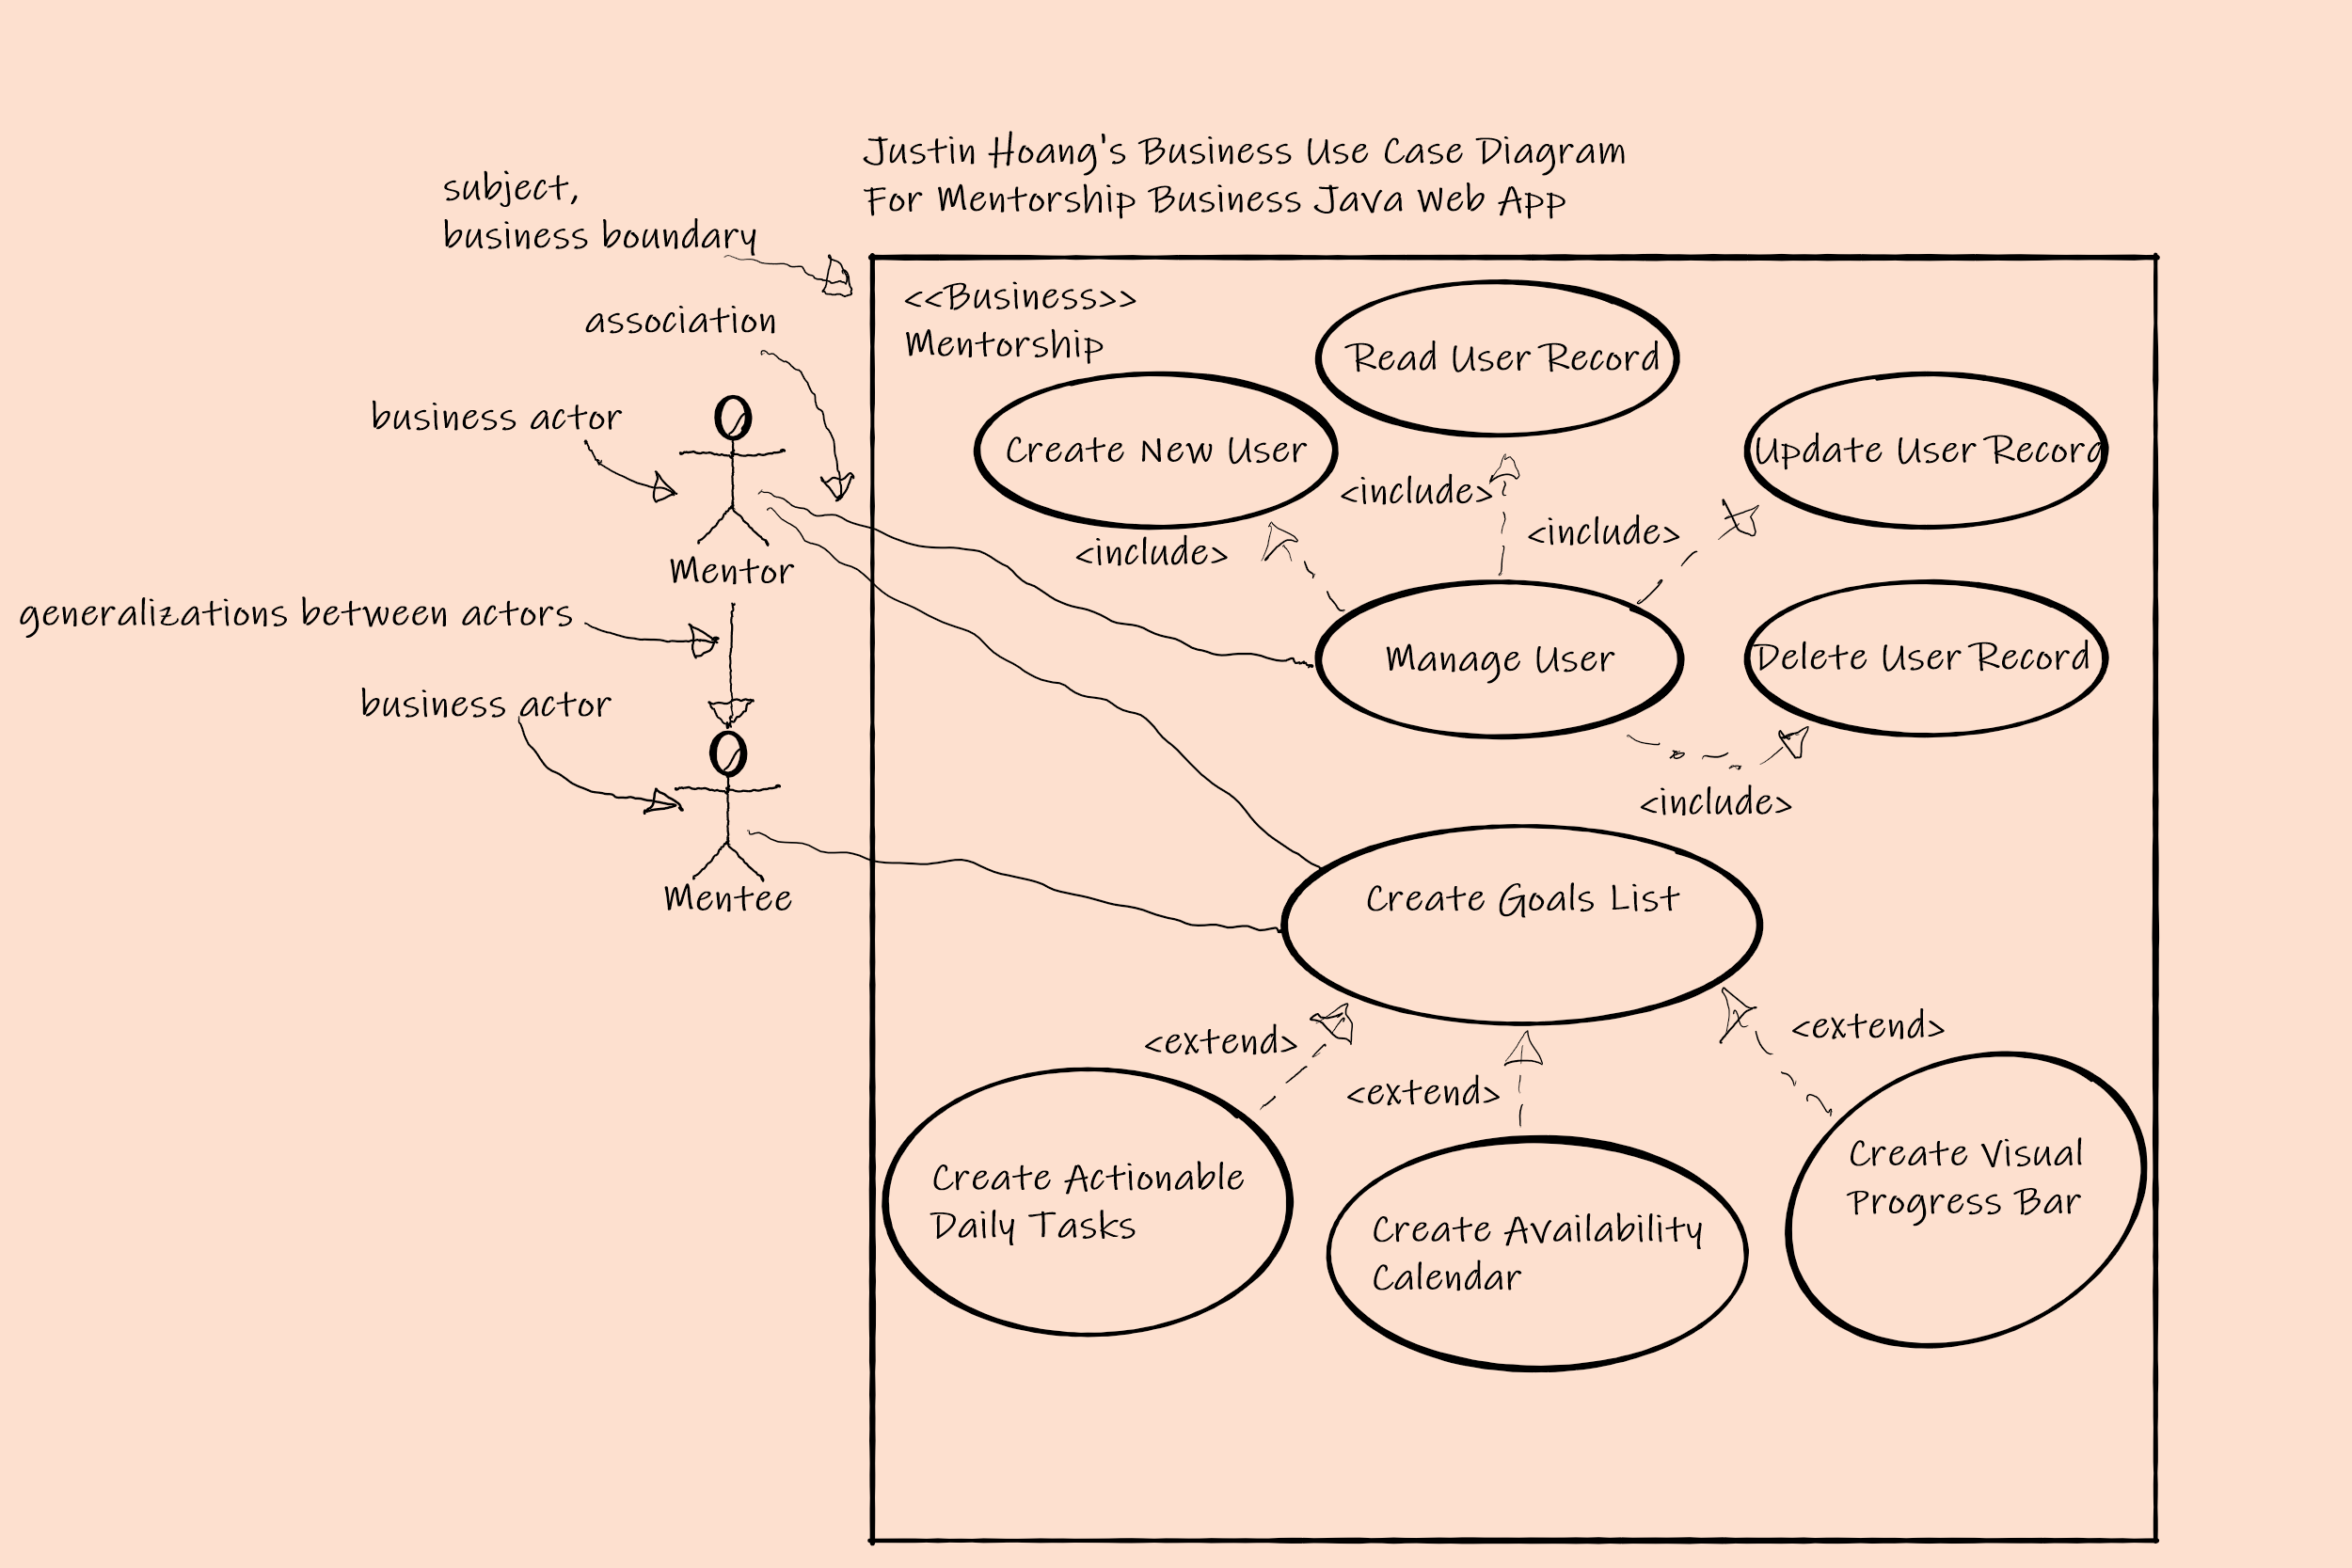 Justin Hoang's Business Use Case Diagram
For Mentorship Business Java Web App
subject,
business boundary
association
business actor
Mentor
generalizations between actors
business actor
Mentee
<<Business>>
Mentorship
Read User Record
Create New User
Update User Record
<include>
<include>
<include>
Manage User
Delete User Record
<include>
Create Goals List
<extend>
<extend>
<extend>
Create Actionable
Daily Tasks
Create Availability
Calendar
Create Visual
Progress Bar